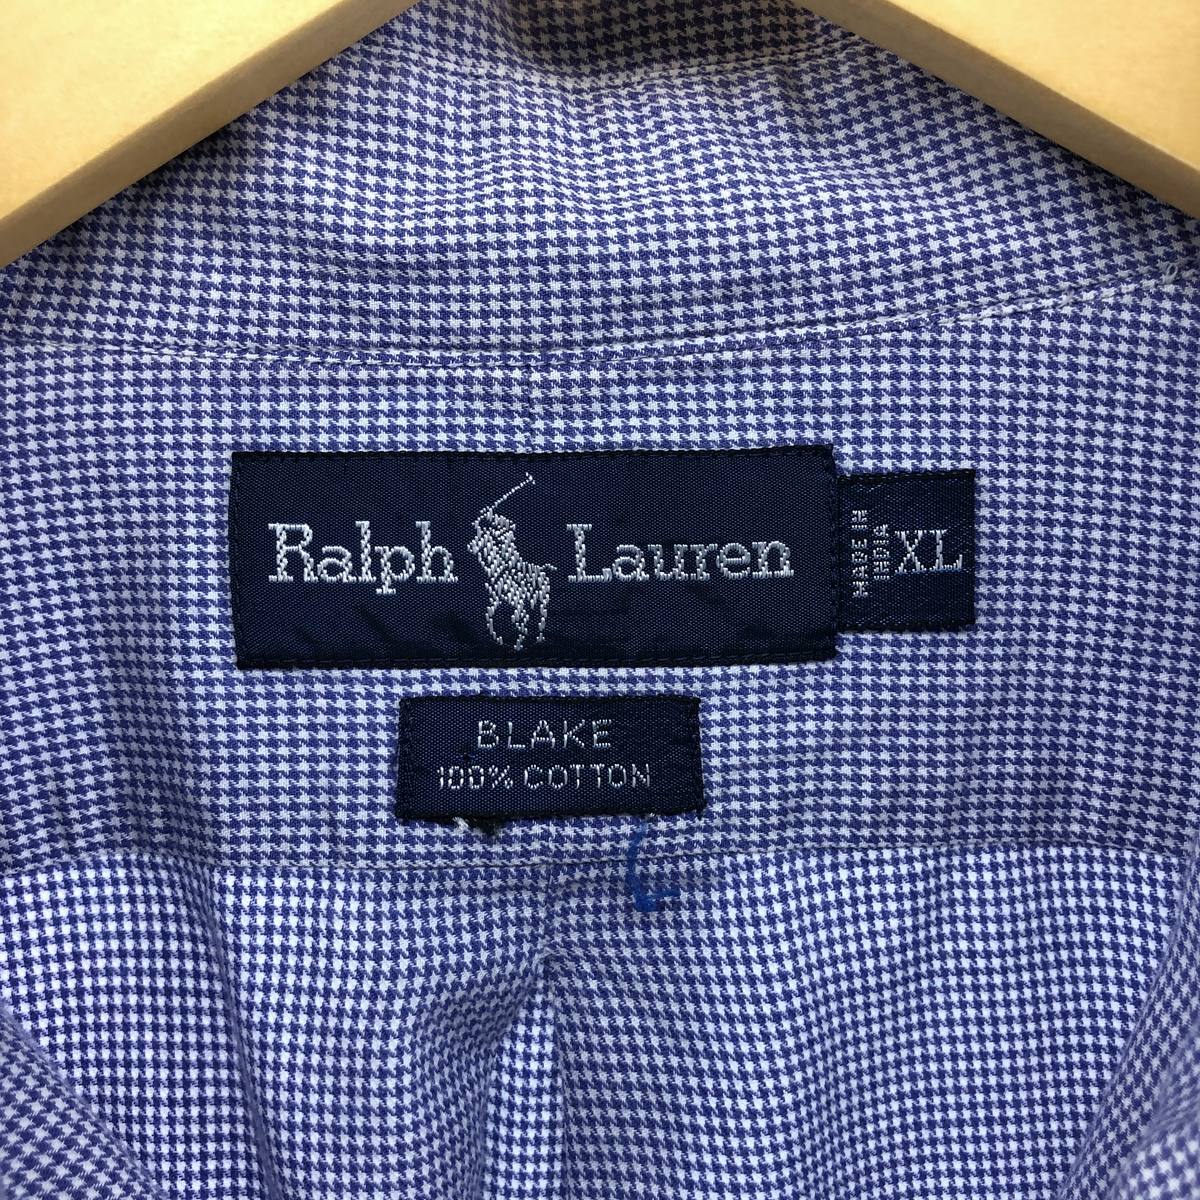 Ralph Lauren
MADE IN
INDIA
XL
BLAKE
100% COTTON